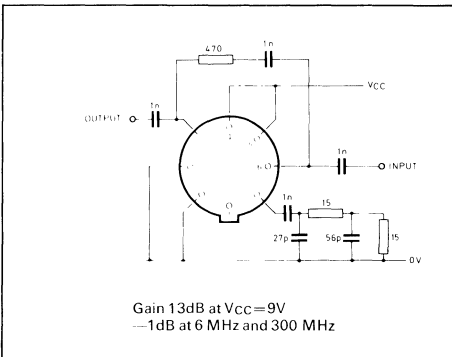 470
1n
VCC
1n
OUTPUT
1n
INPUT
1n
15
27p
56p
15
0V
Gain 13dB at VCC=9V
—1dB at 6 MHz and 300 MHz